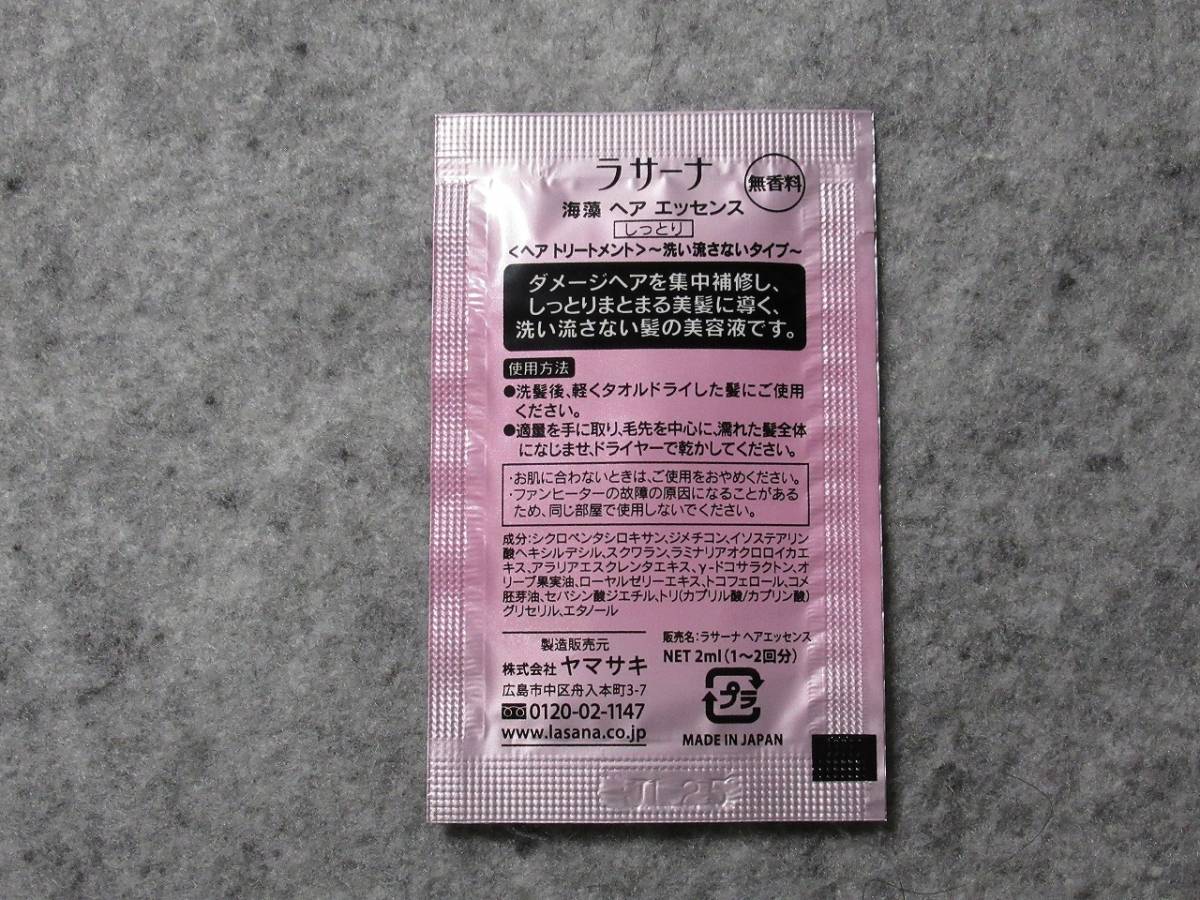 ラサーナ
無香料
海藻 ヘア エッセンス
しっとり
<ヘア トリートメント>~洗い流さないタイプ~
ダメージヘアを集中補修し、
しっとりまとまる美髪に導く、
洗い流さない髪の美容液です。
使用方法
●洗髪後、軽くタオルドライした髪にご使用
ください。
●適量を手に取り、毛先を中心に、濡れた髪全体
になじませ、ドライヤーで乾かしてください。
・お肌に合わないときは、ご使用をおやめください。
・ファンヒーターの故障の原因になることがある
ため、同じ部屋で使用しないでください。
成分:シクロペンタシロキサン、ジメチコン、イソステアリン
酸ヘキシルデシル、スクワラン、ラミナリアオクロロイカエ
キス、アラリアエスクレンタエキス、γ-ドコサラクトン、オ
リーブ果実油、ローヤルゼリーエキス、トコフェロール、コメ
胚芽油、セバシン酸ジエチル、トリ(カプリル酸/カプリン酸)
グリセリル、エタノール
製造販売元
株式会社 ヤマサキ
広島市中区舟入本町3-7
0120-02-1147
www.lasana.co.jp
販売名:ラサーナ ヘアエッセンス
NET 2ml(1~2回分)
プラ
MADE IN JAPAN